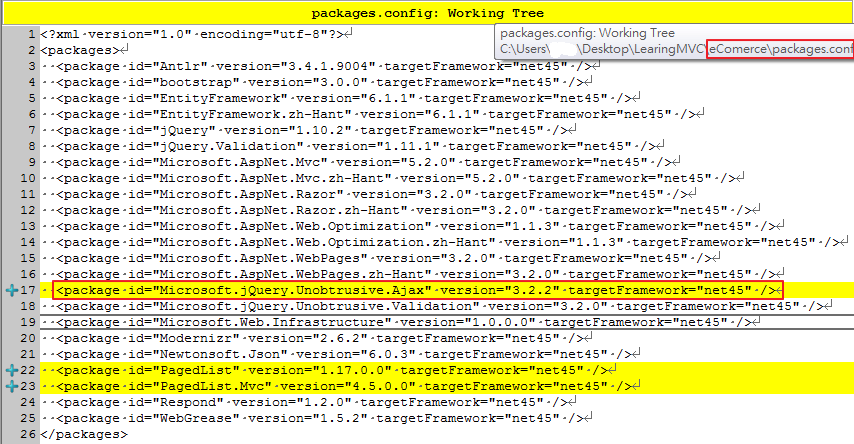 packages.config: Working Tree
packages.config: Working Tree
C:\Users\ \Desktop\LearingMVC\eComerce\packages.conf
1 <?xml version="1.0" encoding="utf-8"?>
2 <packages>
3 <package id="Antlr" version="3.4.1.9004" targetFramework="net45" />
4 <package id="bootstrap" version="3.0.0" targetFramework="net45" />
5 <package id="EntityFramework" version="6.1.1" targetFramework="net45" />
6 <package id="EntityFramework.zh-Hant" version="6.1.1" targetFramework="net45" />
7 <package id="jQuery" version="1.10.2" targetFramework="net45" />
8 <package id="jQuery.Validation" version="1.11.1" targetFramework="net45" />
9 <package id="Microsoft.AspNet.Mvc" version="5.2.0" targetFramework="net45" />
10 <package id="Microsoft.AspNet.Mvc.zh-Hant" version="5.2.0" targetFramework="net45" />
11 <package id="Microsoft.AspNet.Razor" version="3.2.0" targetFramework="net45" />
12 <package id="Microsoft.AspNet.Razor.zh-Hant" version="3.2.0" targetFramework="net45" />
13 <package id="Microsoft.AspNet.Web.Optimization" version="1.1.3" targetFramework="net45" />
14 <package id="Microsoft.AspNet.Web.Optimization.zh-Hant" version="1.1.3" targetFramework="net45" />
15 <package id="Microsoft.AspNet.WebPages" version="3.2.0" targetFramework="net45" />
16 <package id="Microsoft.AspNet.WebPages.zh-Hant" version="3.2.0" targetFramework="net45" />
17 <package id="Microsoft.jQuery.Unobtrusive.Ajax" version="3.2.2" targetFramework="net45" />
18 <package id="Microsoft.jQuery.Unobtrusive.Validation" version="3.2.0" targetFramework="net45" />
19 <package id="Microsoft.Web.Infrastructure" version="1.0.0.0" targetFramework="net45" />
20 <package id="Modernizr" version="2.6.2" targetFramework="net45" />
21 <package id="Newtonsoft.Json" version="6.0.3" targetFramework="net45" />
22 <package id="PagedList" version="1.17.0.0" targetFramework="net45" />
23 <package id="PagedList.Mvc" version="4.5.0.0" targetFramework="net45" />
24 <package id="Respond" version="1.2.0" targetFramework="net45" />
25 <package id="WebGrease" version="1.5.2" targetFramework="net45" />
26 </packages>